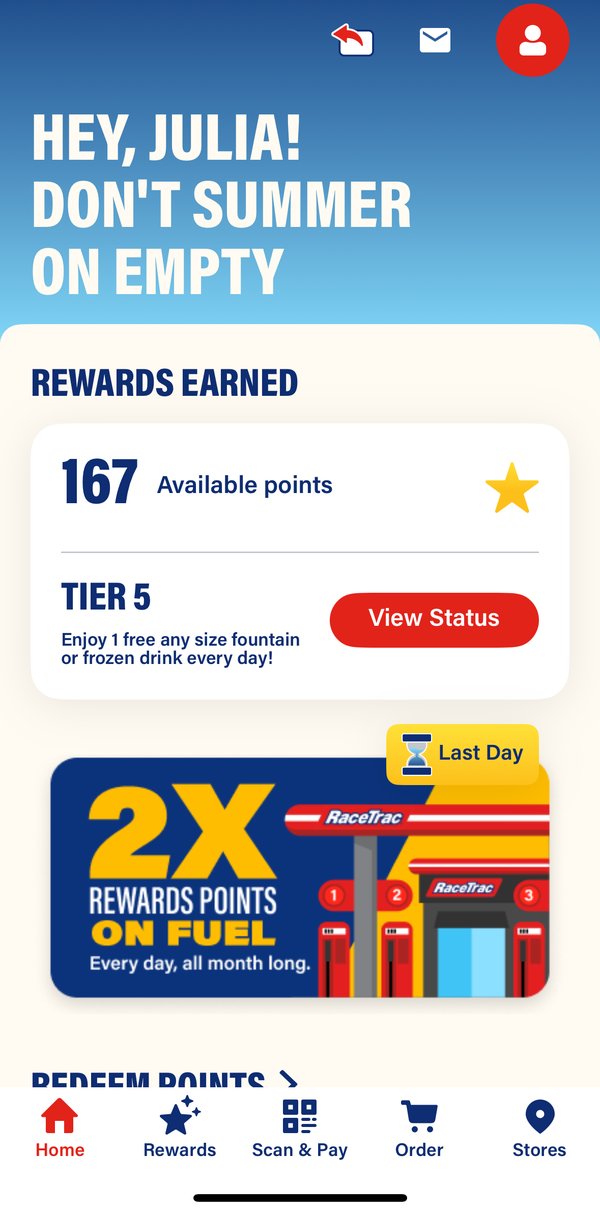 HEY, JULIA!
DON'T SUMMER
ON EMPTY
REWARDS EARNED
167 Available points
TIER 5
Enjoy 1 free any size fountain
or frozen drink every day!
View Status
Last Day
2X
REWARDS POINTS
ON FUEL
Every day, all month long.
RaceTrac
RaceTrac
1 2 3
REDEEM POINTS
Home Rewards Scan & Pay Order Stores